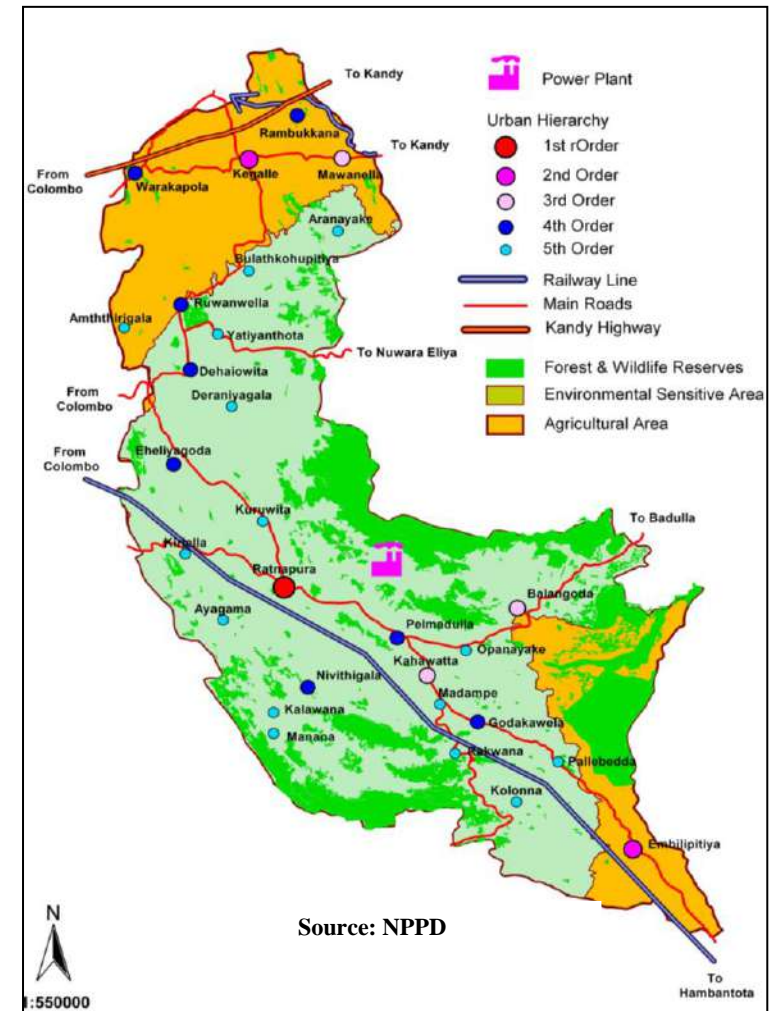 To Kandy
Power Plant
Urban Hierarchy
Rambukkana
To Kandy
1st rOrder
From
Colombo
Warakapola
Kegalle
Mawanella
2nd Order
3rd Order
Aranayake
4th Order
5th Order
Bulathkohupitiya
Railway Line
Ruwanwella
Main Roads
Amththirigala
Yatiyanthota
Kandy Highway
To Nuwara Eliya
Dehaiowita
Forest & Wildlife Reserves
From
Colombo
Deraniyagala
Environmental Sensitive Area
Agricultural Area
From
Colombo
Eheliyagoda
Kuruwita
To Badulla
Kiriella
Ratnapura
Balangoda
Ayagama
Pelmadulla
Opanayake
Kahawatta
Nivithigala
Madampe
Kalawana
Godakawela
Manana
Rakwana
Pallebedda
Kolonna
Embilipitiya
N
Source: NPPD
To
Hambantota
1:550000